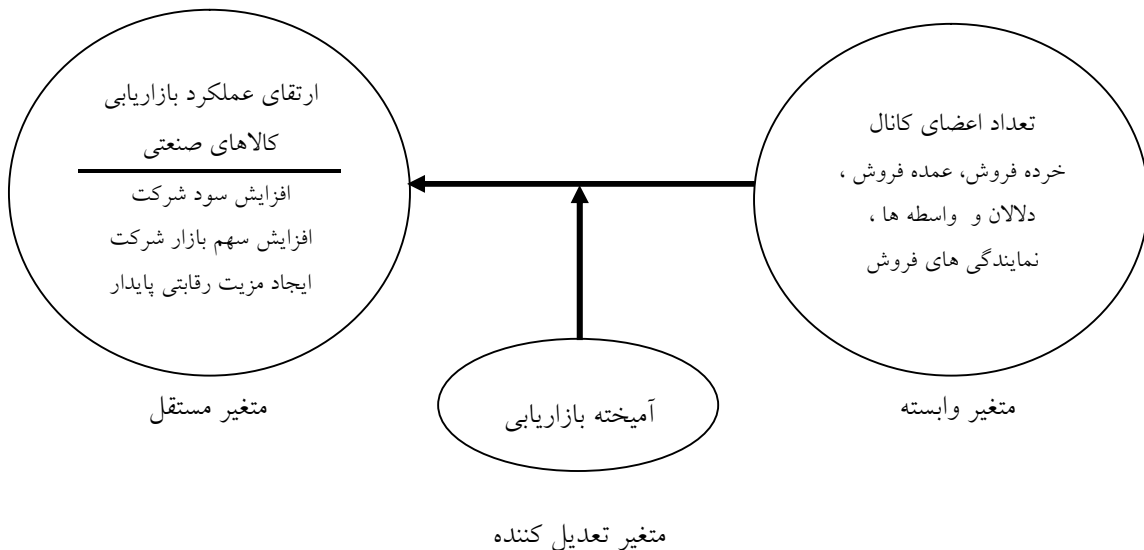 تعداد اعضای کانال
خرده فروش، عمده فروش ،
دلالان و واسطه ها ،
نمایندگی های فروش
متغیر وابسته
ارتقای عملکرد بازاریابی
کالاهای صنعتی
افزایش سود شرکت
افزایش سهم بازار شرکت
ایجاد مزیت رقابتی پایدار
متغیر مستقل
آمیخته بازاریابی
متغیر تعدیل کننده